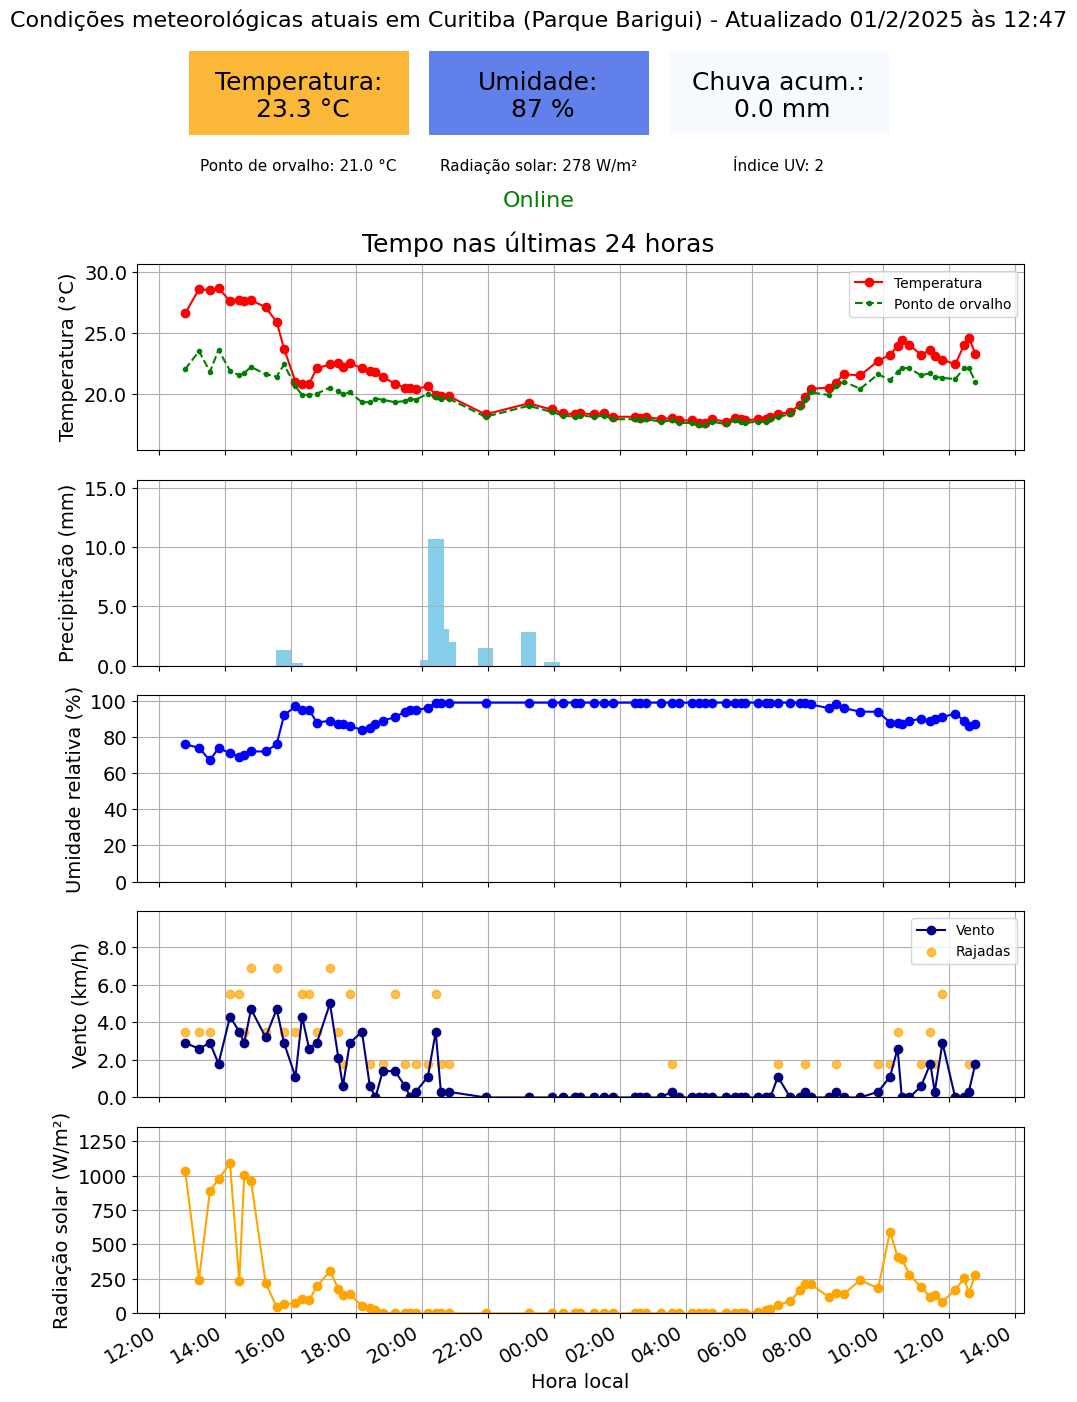 Condições meteorológicas atuais em Curitiba (Parque Barigui) - Atualizado 01/2/2025 às 12:47
Temperatura:
23.3 °C
Umidade:
87 %
Chuva acum.:
0.0 mm
Ponto de orvalho: 21.0 °C
Radiação solar: 278 W/m²
Índice UV: 2
Online
Tempo nas últimas 24 horas
Temperatura (°C)
30.0
25.0
20.0
Temperatura
Ponto de orvalho
Precipitação (mm)
15.0
10.0
5.0
0.0
Umidade relativa (%)
100
80
60
40
20
0
Vento (km/h)
8.0
6.0
4.0
2.0
0.0
Vento
Rajadas
Radiação solar (W/m²)
1250
1000
750
500
250
0
12:00
14:00
16:00
18:00
20:00
22:00
00:00
02:00
04:00
06:00
08:00
10:00
12:00
14:00
Hora local